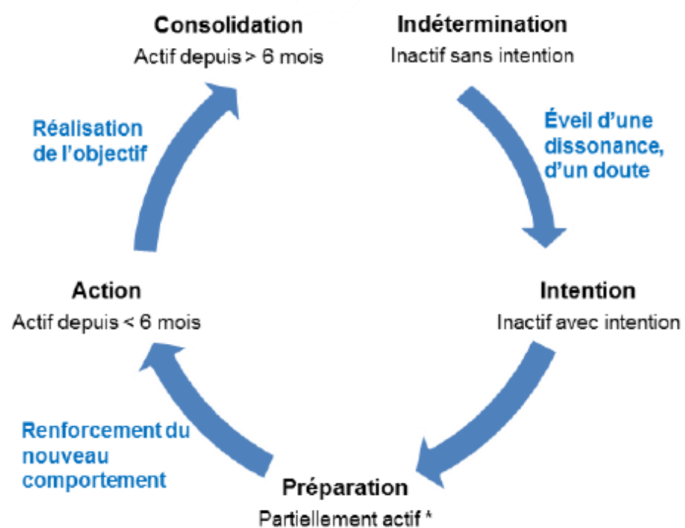 Consolidation
Actif depuis > 6 mois
Indétermination
Inactif sans intention
Éveil d'une
dissonance,
d'un doute
Intention
Inactif avec intention
Préparation
Partiellement actif *
Renforcement du
nouveau
comportement
Action
Actif depuis < 6 mois
Réalisation
de l'objectif